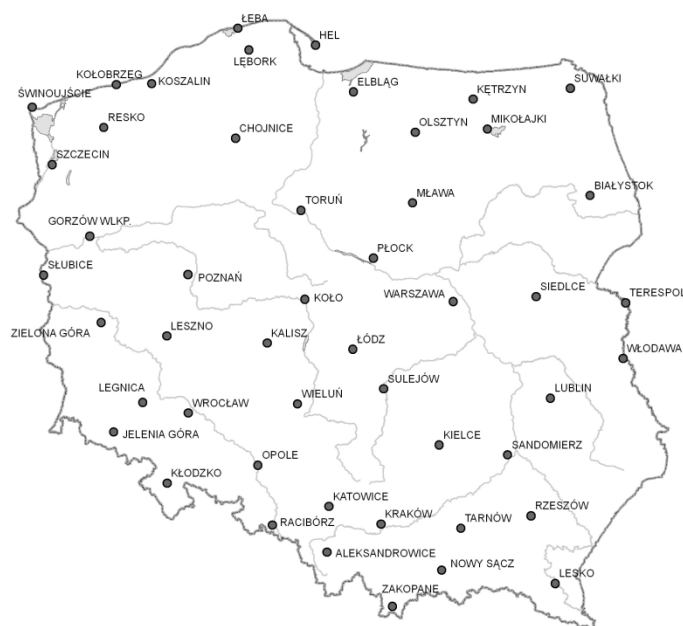 ŁEBA
HEL
LĘBORK
KOŁOBRZEG
KOSZALIN
ŚWINOUJŚCIE
ELBLĄG
KĘTRZYN
SUWAŁKI
RESKO
CHOJNICE
OLSZTYN
MIKOŁAJKI
SZCZECIN
BIAŁYSTOK
TORUŃ
MŁAWA
GORZÓW WLKP.
PŁOCK
SŁUBICE
POZNAŃ
KOŁO
WARSZAWA
SIEDLCE
TERESPOL
ZIELONA GÓRA
LESZNO
KALISZ
ŁÓDŹ
WŁODAWA
SULEJÓW
LEGNICA
WROCŁAW
WIELUŃ
LUBLIN
JELENIA GÓRA
KIELCE
SANDOMIERZ
OPOLE
KŁODZKO
KATOWICE
RACIBÓRZ
KRAKÓW
TARNÓW
RZESZÓW
ALEKSANDROWICE
NOWY SĄCZ
LESKO
ZAKOPANE